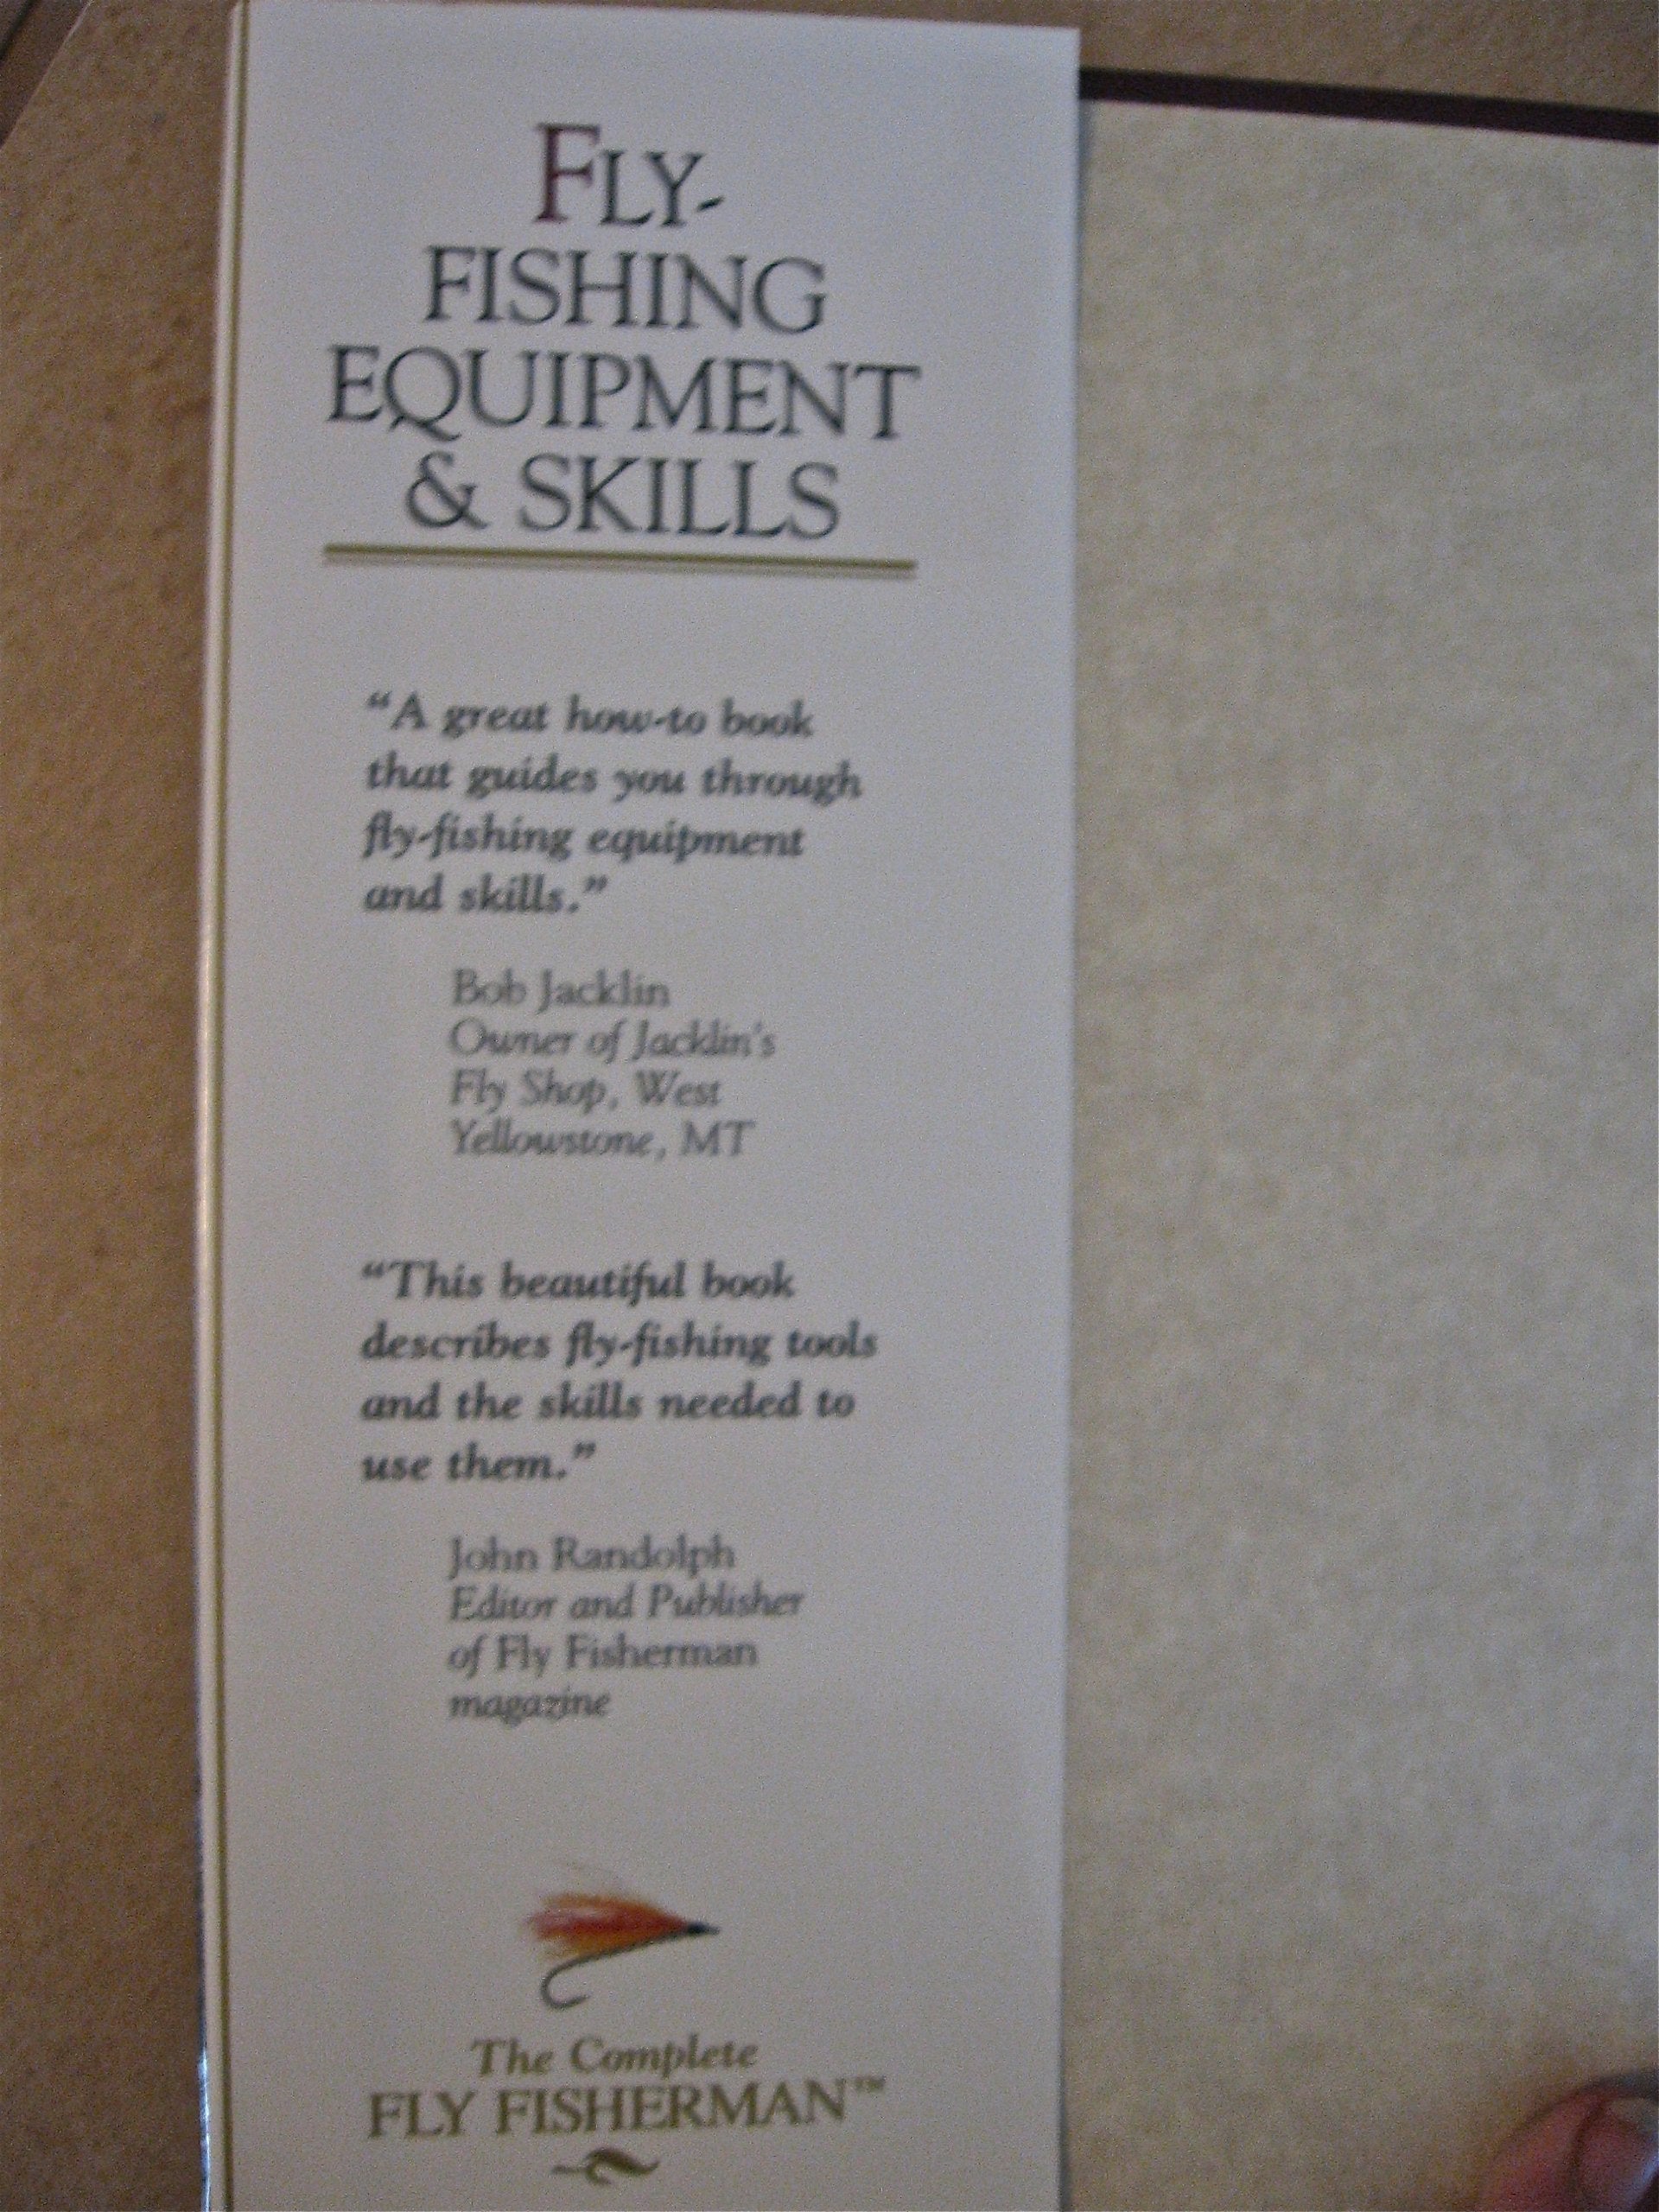 FLY-
FISHING
EQUIPMENT
& SKILLS
“A great how-to book
that guides you through
fly-fishing equipment
and skills.”
Bob Jacklin
Owner of Jacklin's
Fly Shop, West
Yellowstone, MT
“This beautiful book
describes fly-fishing tools
and the skills needed to
use them.”
John Randolph
Editor and Publisher
of Fly Fisherman
magazine
The Complete
FLY FISHERMAN™